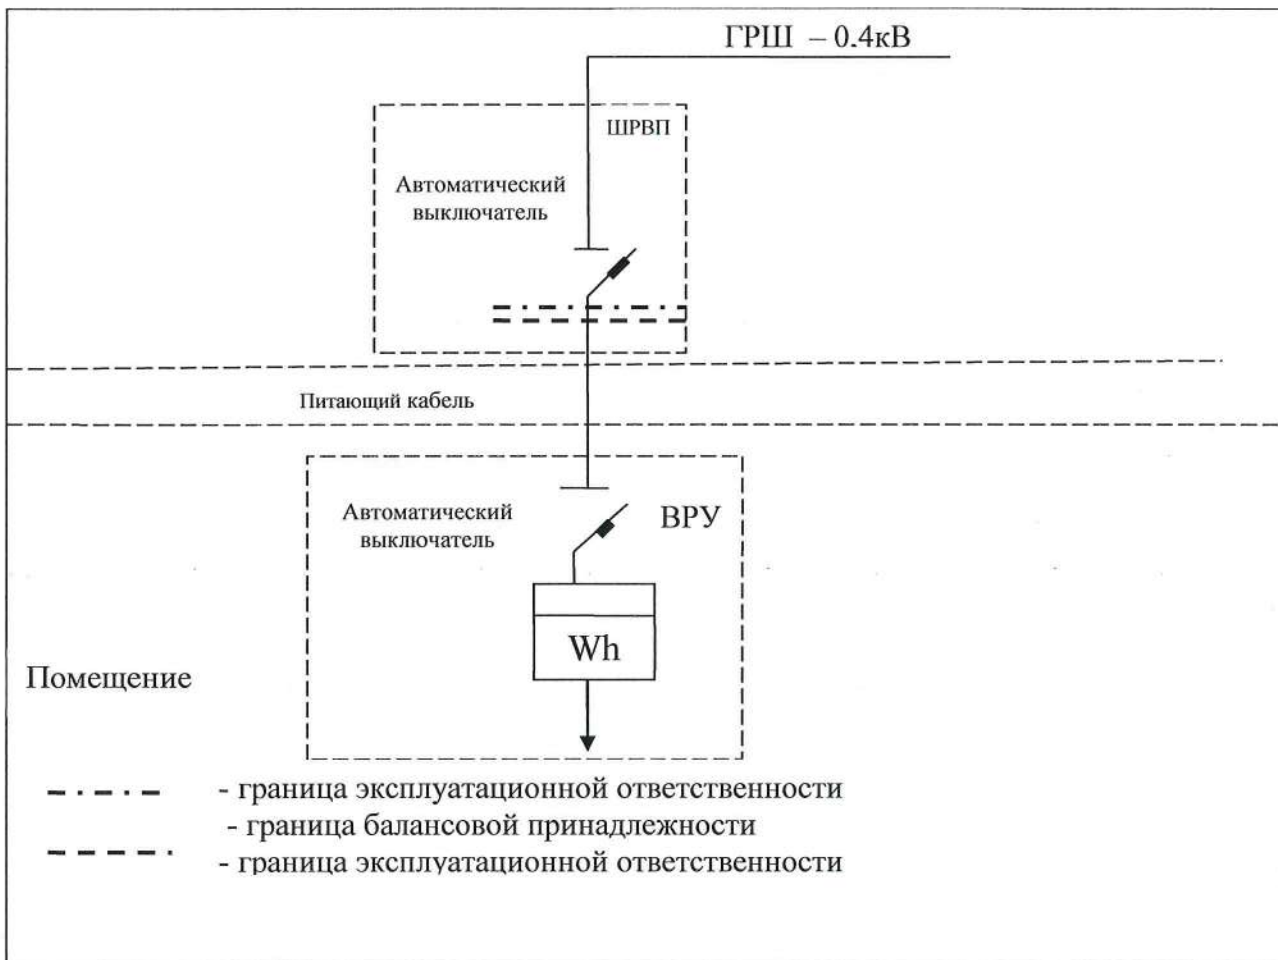 ГРШ – 0.4кВ
ШРВП
Автоматический
выключатель
Питающий кабель
Автоматический
выключатель
ВРУ
Wh
Помещение
- граница эксплуатационной ответственности
- граница балансовой принадлежности
- граница эксплуатационной ответственности